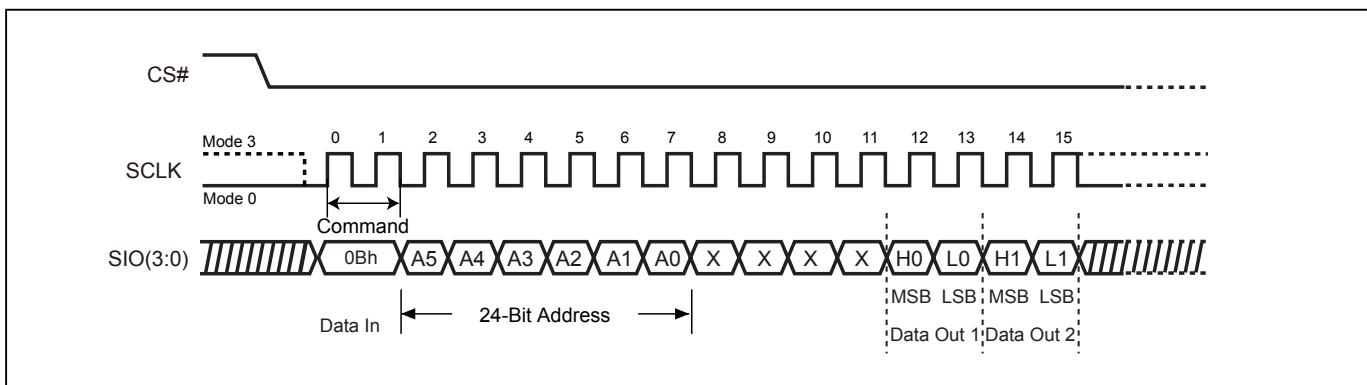 CS#
Mode 3
0 1 2 3 4 5 6 7 8 9 10 11 12 13 14 15
SCLK
Mode 0
Command
SIO(3:0)
0Bh A5 A4 A3 A2 A1 A0 X X X X H0 L0 H1 L1
MSB LSB MSB LSB
Data In
24-Bit Address
Data Out 1 Data Out 2